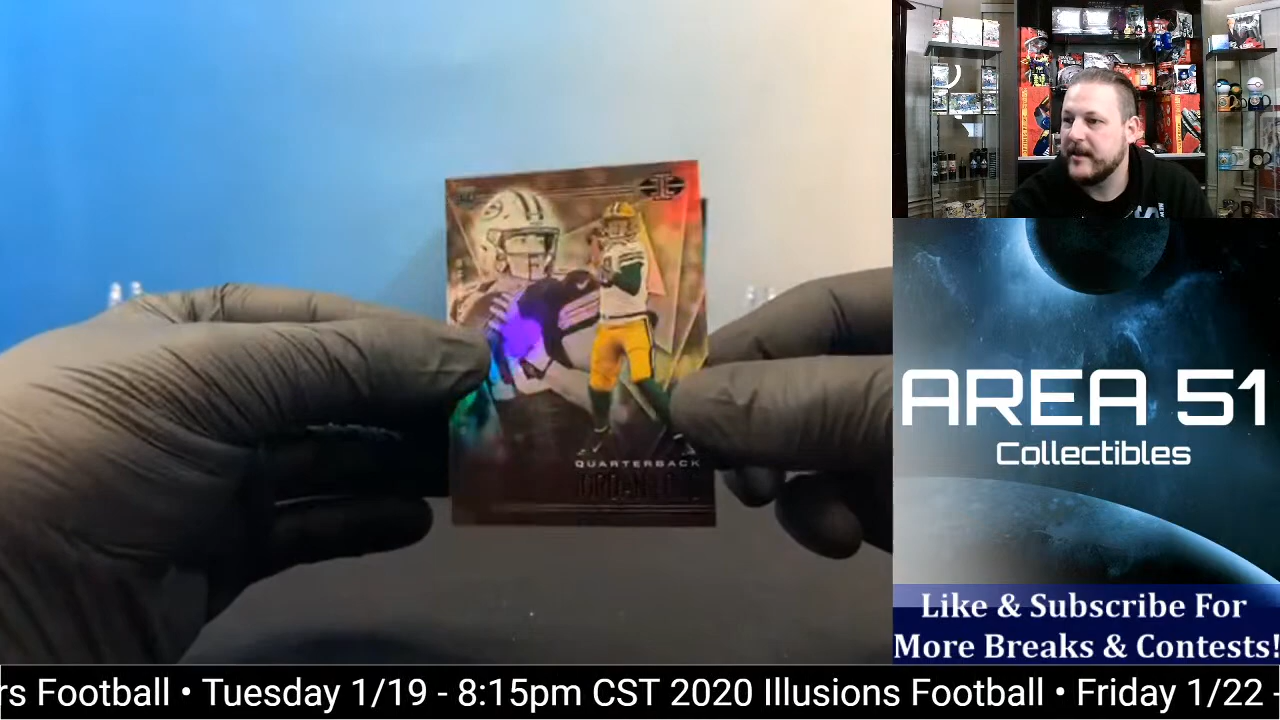 QUARTERBACK
JORDAN
AREA 51
Collectibles
Like & Subscribe For
More Breaks & Contests!
rs Football • Tuesday 1/19 - 8:15pm CST 2020 Illusions Football • Friday 1/22 -